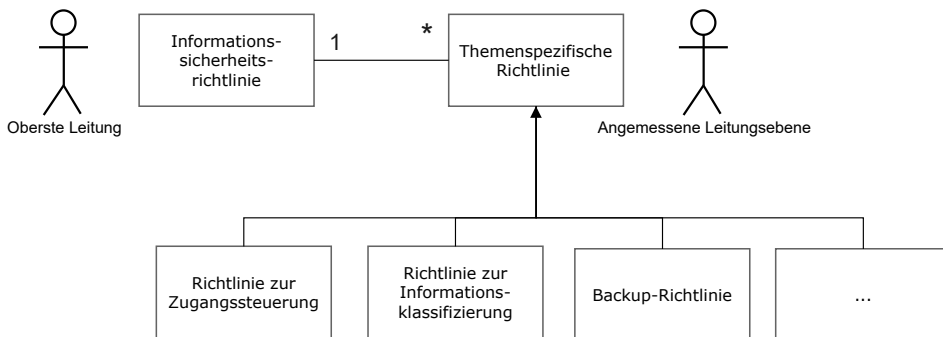 Informations-
sicherheits-
richtlinie
1
*
Themenspezifische
Richtlinie
Oberste Leitung
Angemessene Leitungsebene
Richtlinie zur
Zugangssteuerung
Richtlinie zur
Informations-
klassifizierung
Backup-Richtlinie
...